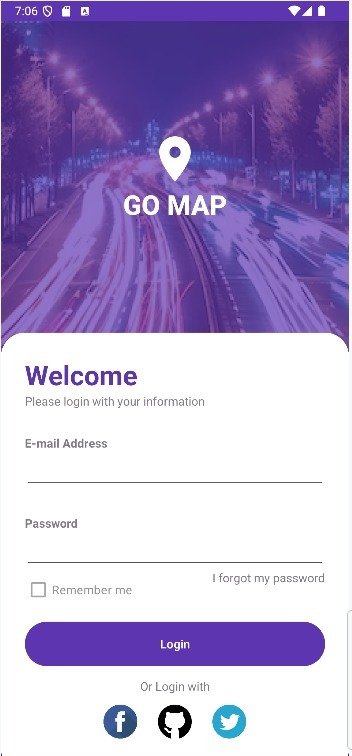 7:06
GO MAP
Welcome
Please login with your information
E-mail Address
Password
I forgot my password
Remember me
Login
Or Login with